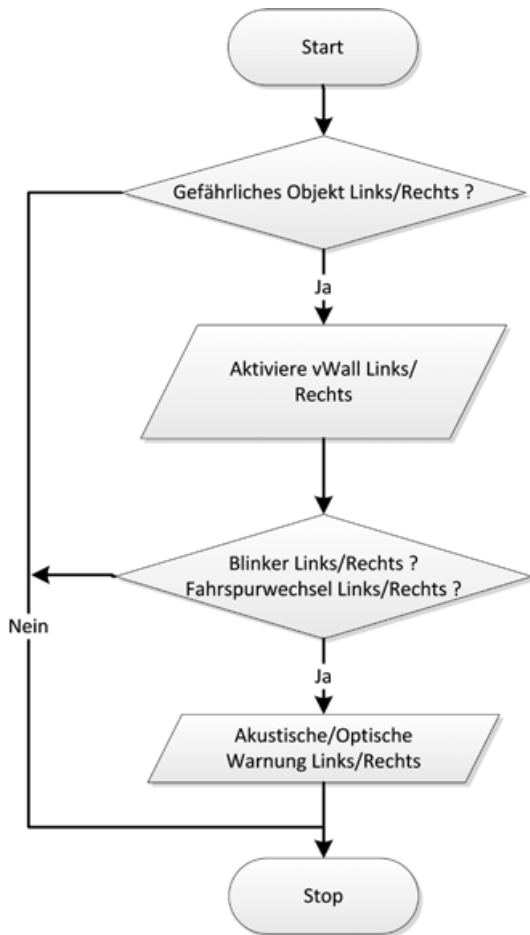 Start
Gefährliches Objekt Links/Rechts ?
Ja
Aktiviere vWall Links/
Rechts
Blinker Links/Rechts ?
Fahrspurwechsel Links/Rechts ?
Nein
Ja
Akustische/Optische
Warnung Links/Rechts
Stop